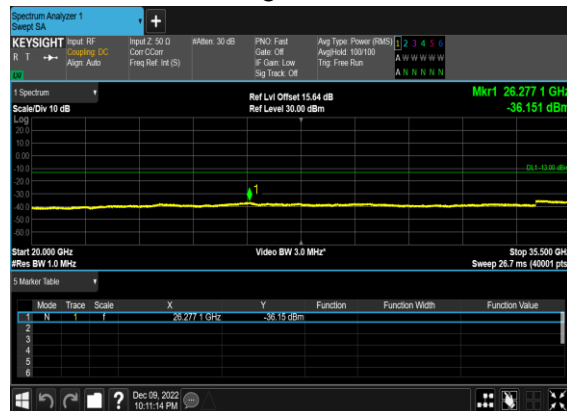 Spectrum Analyzer 1
Swept SA
+
KEYSIGHT Input: RF Input Z: 50 Ω #Atten: 30 dB PNO: Fast Avg Type: Power (RMS) 1 2 3 4 5 6
R T Coupling: DC Corr CCorr Gate: Off Avg|Hold: 100/100 A W W W W W
Align: Auto Freq Ref: Int (S) IF Gain: Low Trig: Free Run
Sig Track: Off A N N N N N
1 Spectrum
Scale/Div 10 dB
Ref Lvl Offset 15.64 dB
Ref Level 30.00 dBm
Mkr1 26.277 1 GHz
-36.151 dBm
Log
20.0
10.0
0.00
-10.0
DL1 -13.00 dBm
-20.0
-30.0
1
-40.0
-50.0
-60.0
Start 20.000 GHz Video BW 3.0 MHz* Stop 35.500 GHz
#Res BW 1.0 MHz Sweep 26.7 ms (40001 pts)
5 Marker Table
Mode Trace Scale X Y Function Function Width Function Value
1 N 1 f 26.277 1 GHz -36.15 dBm
2
3
4
5
6
? Dec 09, 2022
10:11:14 PM